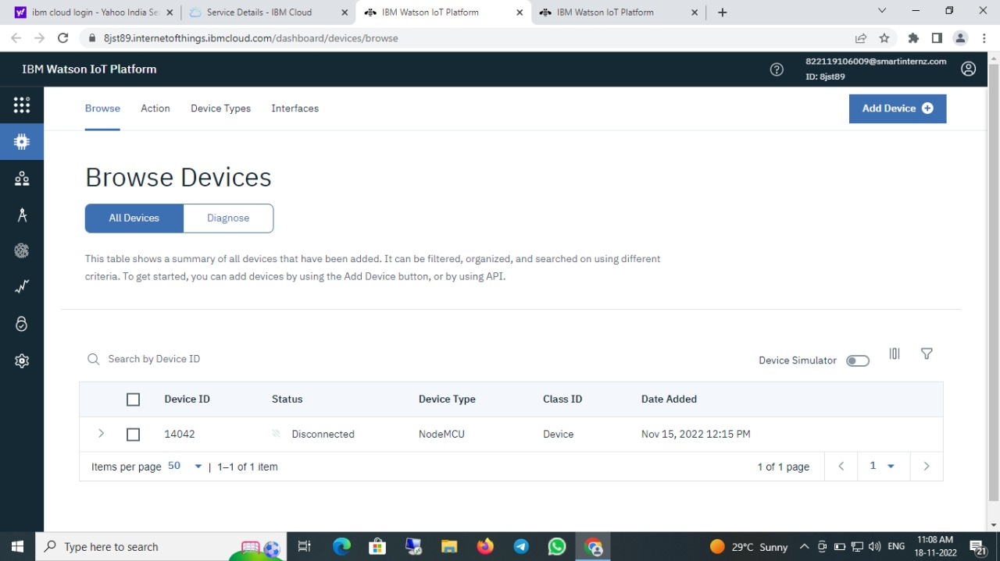 ibm cloud login - Yahoo India Se
Service Details - IBM Cloud
IBM Watson IoT Platform
IBM Watson IoT Platform
8jst89.internetofthings.ibmcloud.com/dashboard/devices/browse
IBM Watson IoT Platform
822119106009@smartinternz.com
ID: 8jst89
Browse
Action
Device Types
Interfaces
Add Device
Browse Devices
All Devices
Diagnose
This table shows a summary of all devices that have been added. It can be filtered, organized, and searched on using different
criteria. To get started, you can add devices by using the Add Device button, or by using API.
Search by Device ID
Device Simulator
Device ID Status Device Type Class ID Date Added
14042 Disconnected NodeMCU Device Nov 15, 2022 12:15 PM
Items per page 50 | 1–1 of 1 item
1 of 1 page
1
Type here to search
29°C Sunny
ENG
11:08 AM
18-11-2022
21